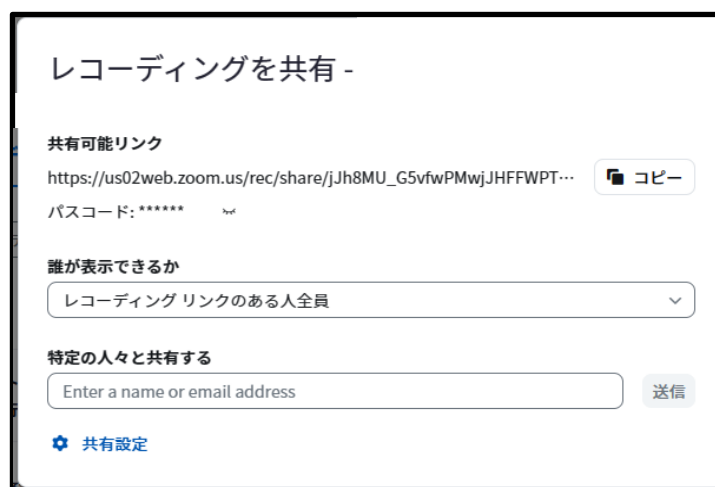 レコーディングを共有 -
共有可能リンク
https://us02web.zoom.us/rec/share/jJh8MU_G5vfwPMwjJHFFWPT…
コピー
パスコード: ******
誰が表示できるか
レコーディング リンクのある人全員
特定の人々と共有する
Enter a name or email address
送信
共有設定